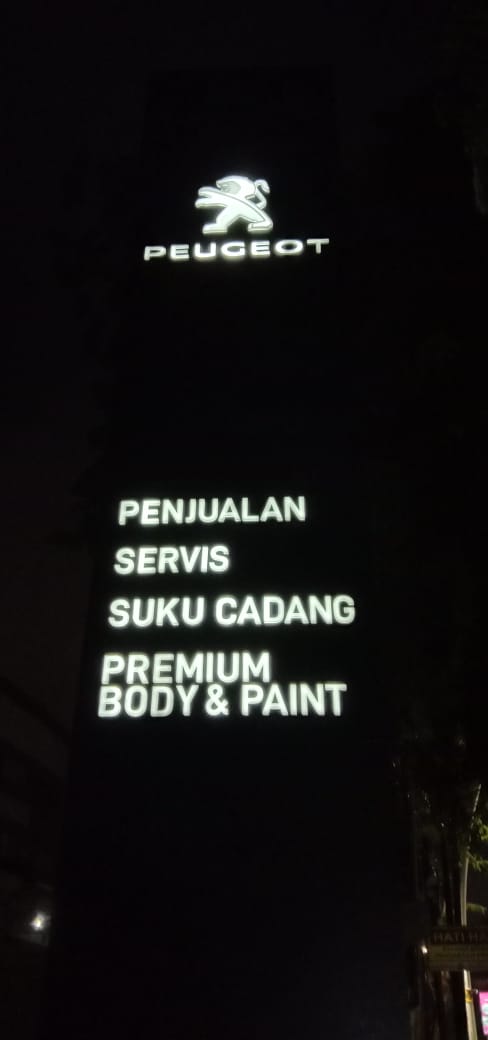 PEUGEOT
PENJUALAN
SERVIS
SUKU CADANG
PREMIUM
BODY & PAINT